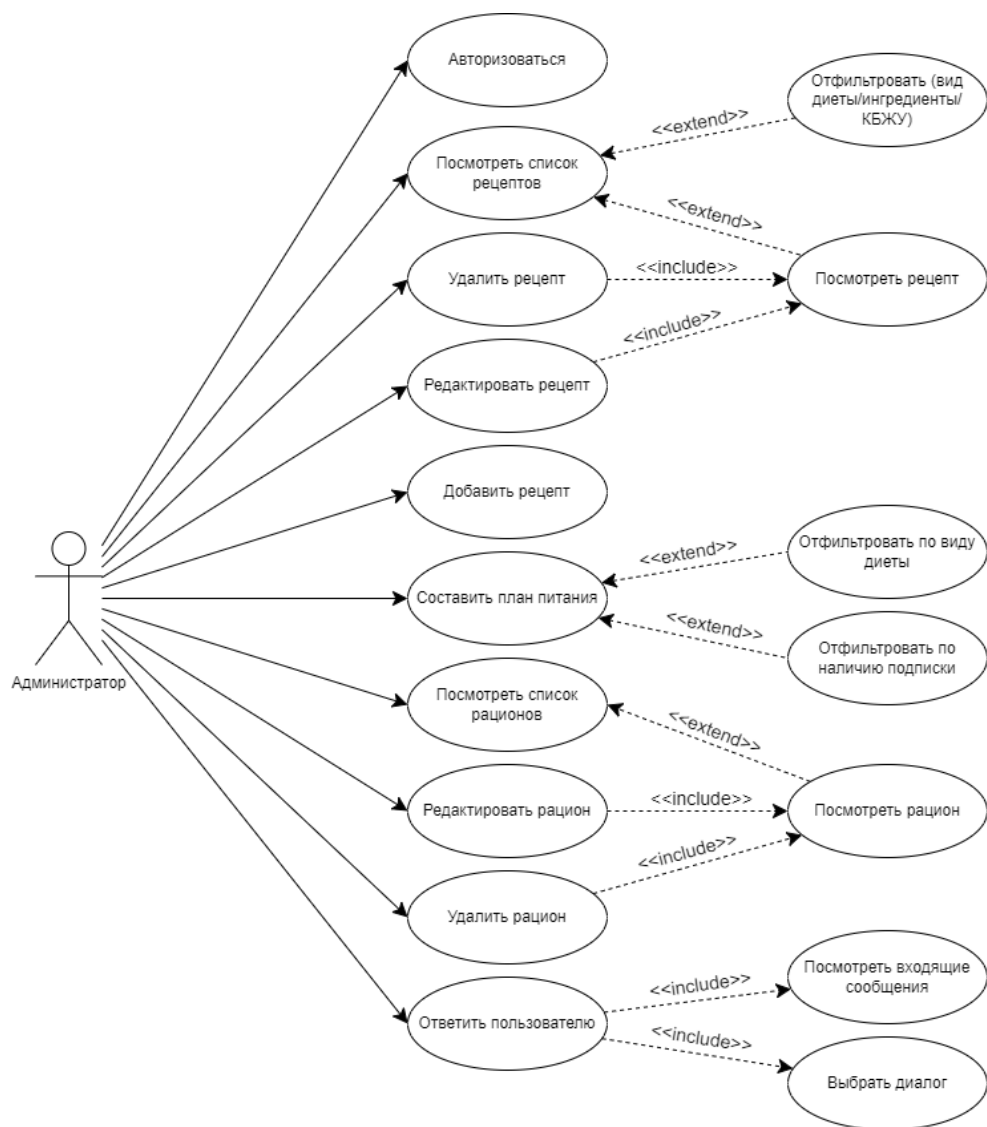 Авторизоваться
Отфильтровать (вид
диеты/ингредиенты/
КБЖУ)
<<extend>>
Посмотреть список
рецептов
<<extend>>
Удалить рецепт
<<include>>
Посмотреть рецепт
<<include>>
Редактировать рецепт
Добавить рецепт
Отфильтровать по виду
диеты
<<extend>>
Составить план питания
<<extend>>
Отфильтровать по
наличию подписки
Администратор
Посмотреть список
рационов
<<extend>>
Редактировать рацион
<<include>>
Посмотреть рацион
<<include>>
Удалить рацион
Посмотреть входящие
сообщения
<<include>>
Ответить пользователю
<<include>>
Выбрать диалог